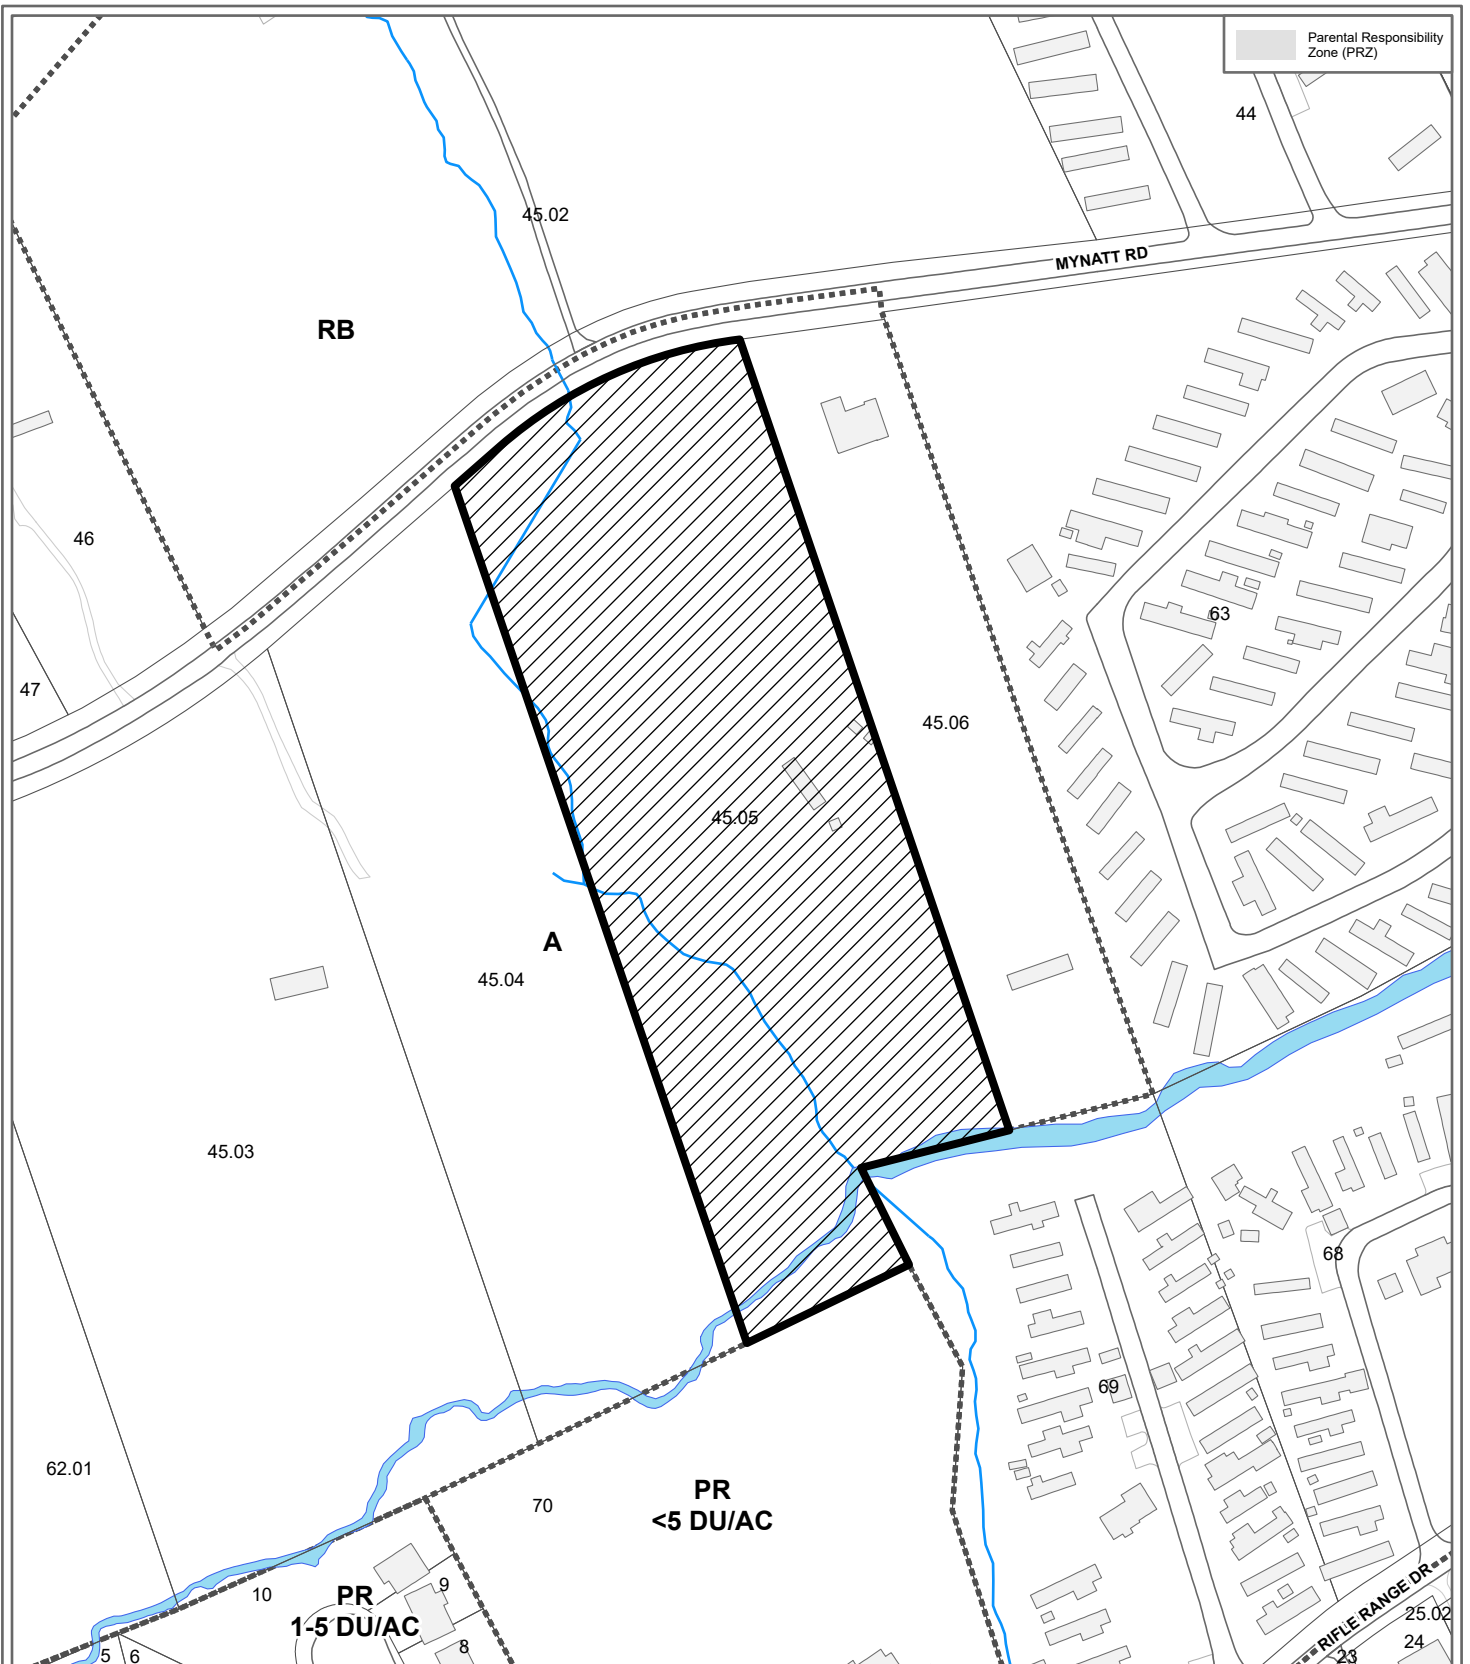 Parental Responsibility
Zone (PRZ)
44
45.02
MYNATT RD
RB
46
63
47
45.06
45.05
A
45.04
45.03
68
69
62.01
PR
<5 DU/AC
70
10
PR
1-5 DU/AC
9
8
5
6
RIFLE RANGE DR
25.02
24
23